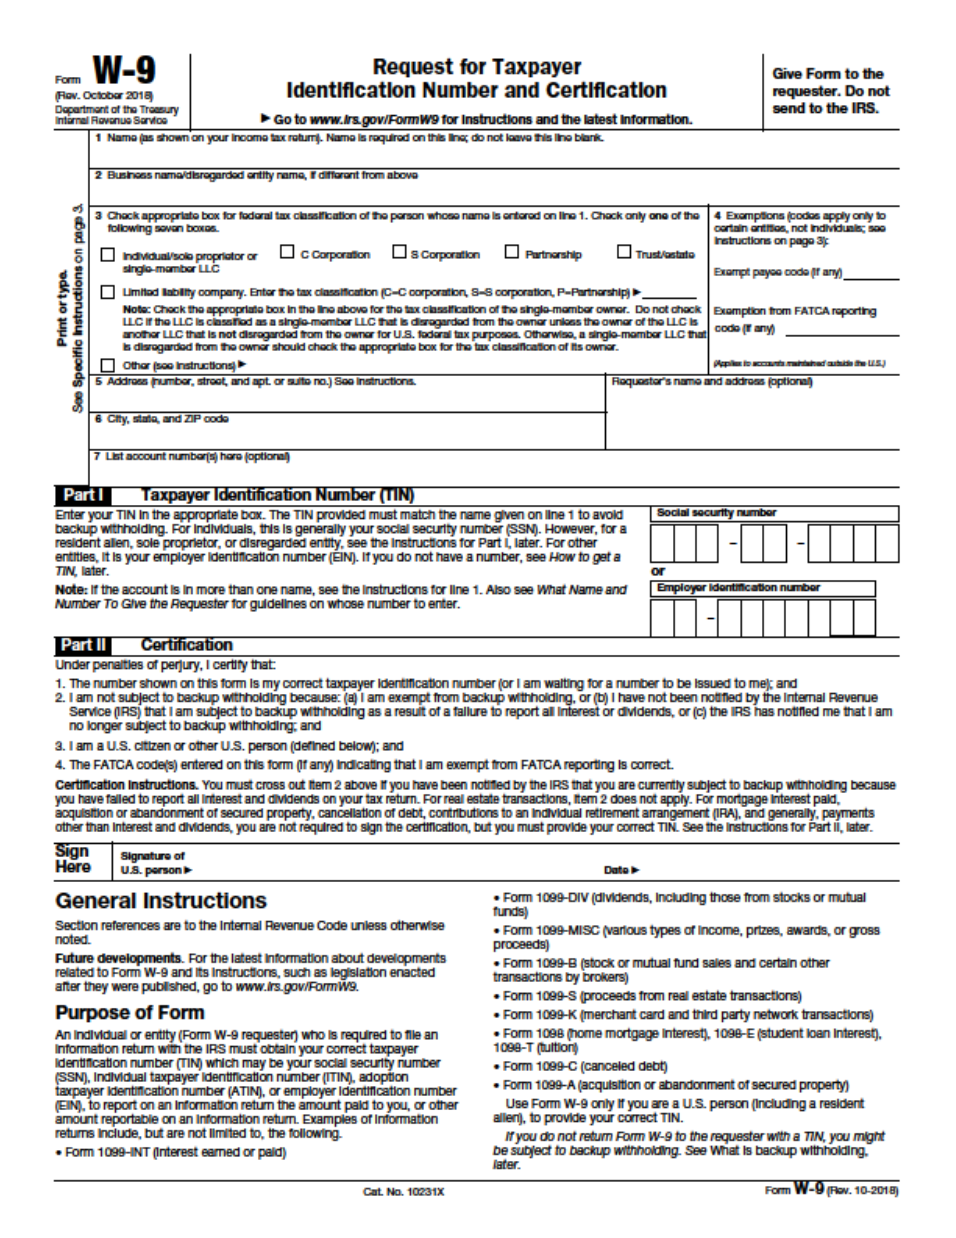 Form W-9
(Rev. October 2018)
Department of the Treasury
Internal Revenue Service
Request for Taxpayer
Identification Number and Certification
▶ Go to www.irs.gov/FormW9 for instructions and the latest information.
Give Form to the
requester. Do not
send to the IRS.
Print or type.
See Specific Instructions on page 3.
1 Name (as shown on your income tax return). Name is required on this line; do not leave this line blank.
2 Business name/disregarded entity name, if different from above
3 Check appropriate box for federal tax classification of the person whose name is entered on line 1. Check only one of the
following seven boxes.
Individual/sole proprietor or
single-member LLC
C Corporation
S Corporation
Partnership
Trust/estate
Limited liability company. Enter the tax classification (C=C corporation, S=S corporation, P=Partnership) ▶
Note: Check the appropriate box in the line above for the tax classification of the single-member owner. Do not check
LLC if the LLC is classified as a single-member LLC that is disregarded from the owner unless the owner of the LLC is
another LLC that is not disregarded from the owner for U.S. federal tax purposes. Otherwise, a single-member LLC that
is disregarded from the owner should check the appropriate box for the tax classification of its owner.
Other (see instructions) ▶
4 Exemptions (codes apply only to
certain entities, not individuals; see
instructions on page 3):
Exempt payee code (if any)
Exemption from FATCA reporting
code (if any)
(Applies to accounts maintained outside the U.S.)
5 Address (number, street, and apt. or suite no.) See instructions.
Requester's name and address (optional)
6 City, state, and ZIP code
7 List account number(s) here (optional)
Part I Taxpayer Identification Number (TIN)
Enter your TIN in the appropriate box. The TIN provided must match the name given on line 1 to avoid
backup withholding. For individuals, this is generally your social security number (SSN). However, for a
resident alien, sole proprietor, or disregarded entity, see the instructions for Part I, later. For other
entities, it is your employer identification number (EIN). If you do not have a number, see How to get a
TIN, later.
Note: If the account is in more than one name, see the instructions for line 1. Also see What Name and
Number To Give the Requester for guidelines on whose number to enter.
Social security number
– –
or
Employer identification number
–
Part II Certification
Under penalties of perjury, I certify that:
1. The number shown on this form is my correct taxpayer identification number (or I am waiting for a number to be issued to me); and
2. I am not subject to backup withholding because: (a) I am exempt from backup withholding, or (b) I have not been notified by the Internal Revenue
Service (IRS) that I am subject to backup withholding as a result of a failure to report all interest or dividends, or (c) the IRS has notified me that I am
no longer subject to backup withholding; and
3. I am a U.S. citizen or other U.S. person (defined below); and
4. The FATCA code(s) entered on this form (if any) indicating that I am exempt from FATCA reporting is correct.
Certification instructions. You must cross out item 2 above if you have been notified by the IRS that you are currently subject to backup withholding because
you have failed to report all interest and dividends on your tax return. For real estate transactions, item 2 does not apply. For mortgage interest paid,
acquisition or abandonment of secured property, cancellation of debt, contributions to an individual retirement arrangement (IRA), and generally, payments
other than interest and dividends, you are not required to sign the certification, but you must provide your correct TIN. See the instructions for Part II, later.
Sign
Here
Signature of
U.S. person ▶
Date ▶
General Instructions
Section references are to the Internal Revenue Code unless otherwise
noted.
Future developments. For the latest information about developments
related to Form W-9 and its instructions, such as legislation enacted
after they were published, go to www.irs.gov/FormW9.
Purpose of Form
An individual or entity (Form W-9 requester) who is required to file an
information return with the IRS must obtain your correct taxpayer
identification number (TIN) which may be your social security number
(SSN), individual taxpayer identification number (ITIN), adoption
taxpayer identification number (ATIN), or employer identification number
(EIN), to report on an information return the amount paid to you, or other
amount reportable on an information return. Examples of information
returns include, but are not limited to, the following.
• Form 1099-INT (interest earned or paid)
• Form 1099-DIV (dividends, including those from stocks or mutual
funds)
• Form 1099-MISC (various types of income, prizes, awards, or gross
proceeds)
• Form 1099-B (stock or mutual fund sales and certain other
transactions by brokers)
• Form 1099-S (proceeds from real estate transactions)
• Form 1099-K (merchant card and third party network transactions)
• Form 1098 (home mortgage interest), 1098-E (student loan interest),
1098-T (tuition)
• Form 1099-C (canceled debt)
• Form 1099-A (acquisition or abandonment of secured property)
Use Form W-9 only if you are a U.S. person (including a resident
alien), to provide your correct TIN.
If you do not return Form W-9 to the requester with a TIN, you might
be subject to backup withholding. See What is backup withholding,
later.
Cat. No. 10231X
Form W-9 (Rev. 10-2018)